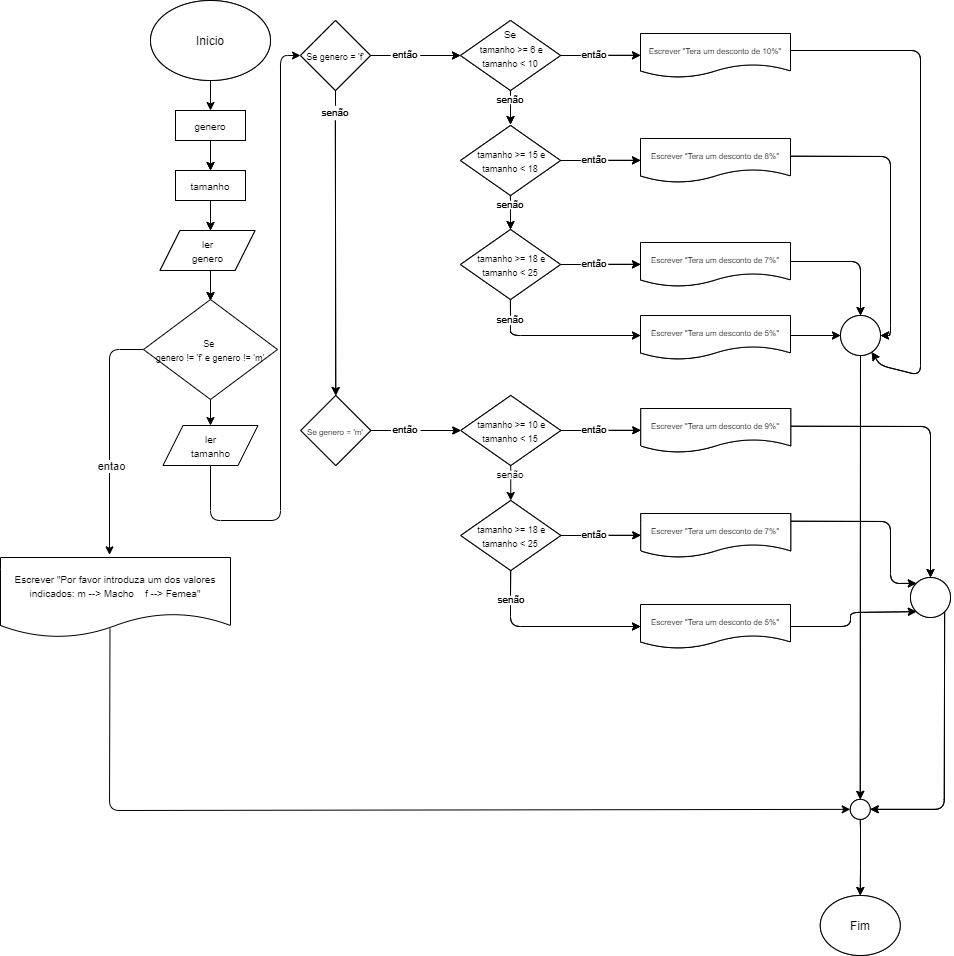 Inicio
genero
tamanho
ler
genero
Se
genero != 'f' e genero != 'm'
entao
ler
tamanho
Escrever "Por favor introduza um dos valores
indicados: m --> Macho    f --> Femea"
Se genero = 'f'
então
Se
tamanho >= 6 e
tamanho < 10
então
Escrever "Tera um desconto de 10%"
senão
senão
tamanho >= 15 e
tamanho < 18
então
Escrever "Tera um desconto de 8%"
senão
tamanho >= 18 e
tamanho < 25
então
Escrever "Tera um desconto de 7%"
senão
Escrever "Tera um desconto de 5%"
Se genero = 'm'
então
tamanho >= 10 e
tamanho < 15
então
Escrever "Tera um desconto de 9%"
senão
tamanho >= 18 e
tamanho < 25
então
Escrever "Tera um desconto de 7%"
senão
Escrever "Tera um desconto de 5%"
Fim